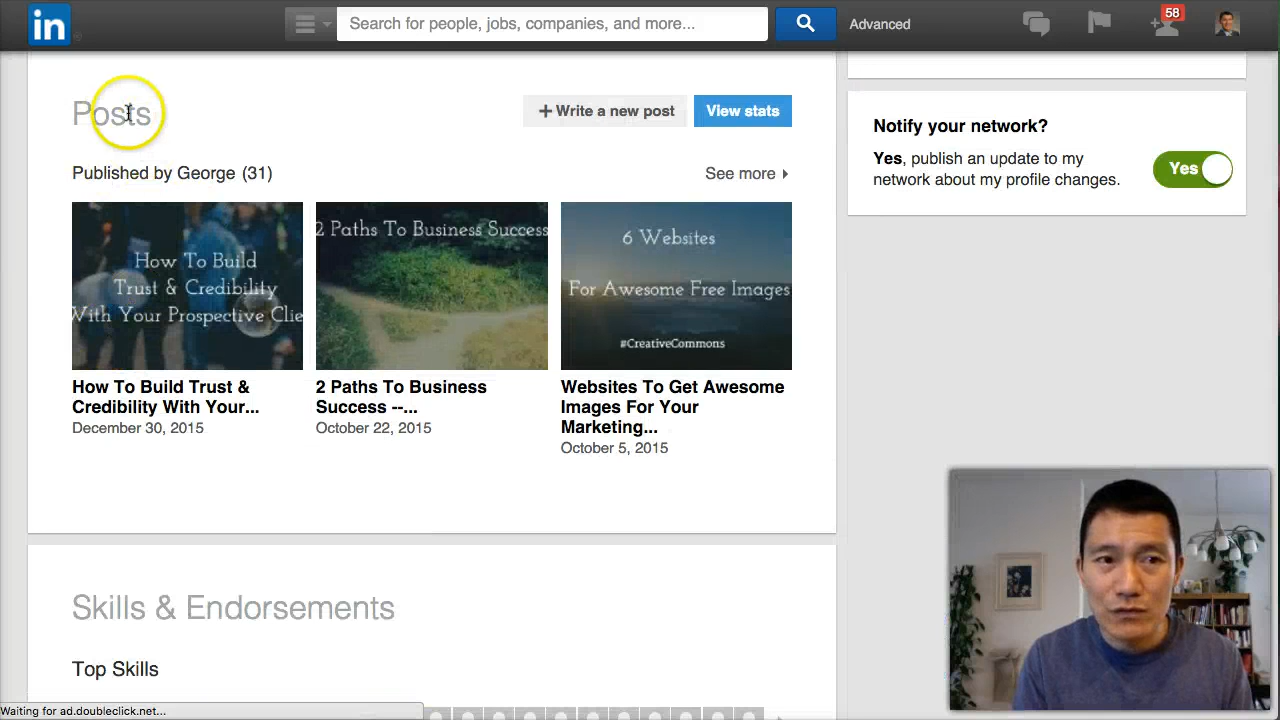 in
Search for people, jobs, companies, and more...
Advanced
58
Posts
+ Write a new post
View stats
Published by George (31)
See more
How To Build
Trust & Credibility
With Your Prospective Clie
2 Paths To Business Success
6 Websites
For Awesome Free Images
#CreativeCommons
How To Build Trust &
Credibility With Your...
December 30, 2015
2 Paths To Business
Success --...
October 22, 2015
Websites To Get Awesome
Images For Your
Marketing...
October 5, 2015
Notify your network?
Yes, publish an update to my
network about my profile changes.
Yes
Skills & Endorsements
Top Skills
Waiting for ad.doubleclick.net...